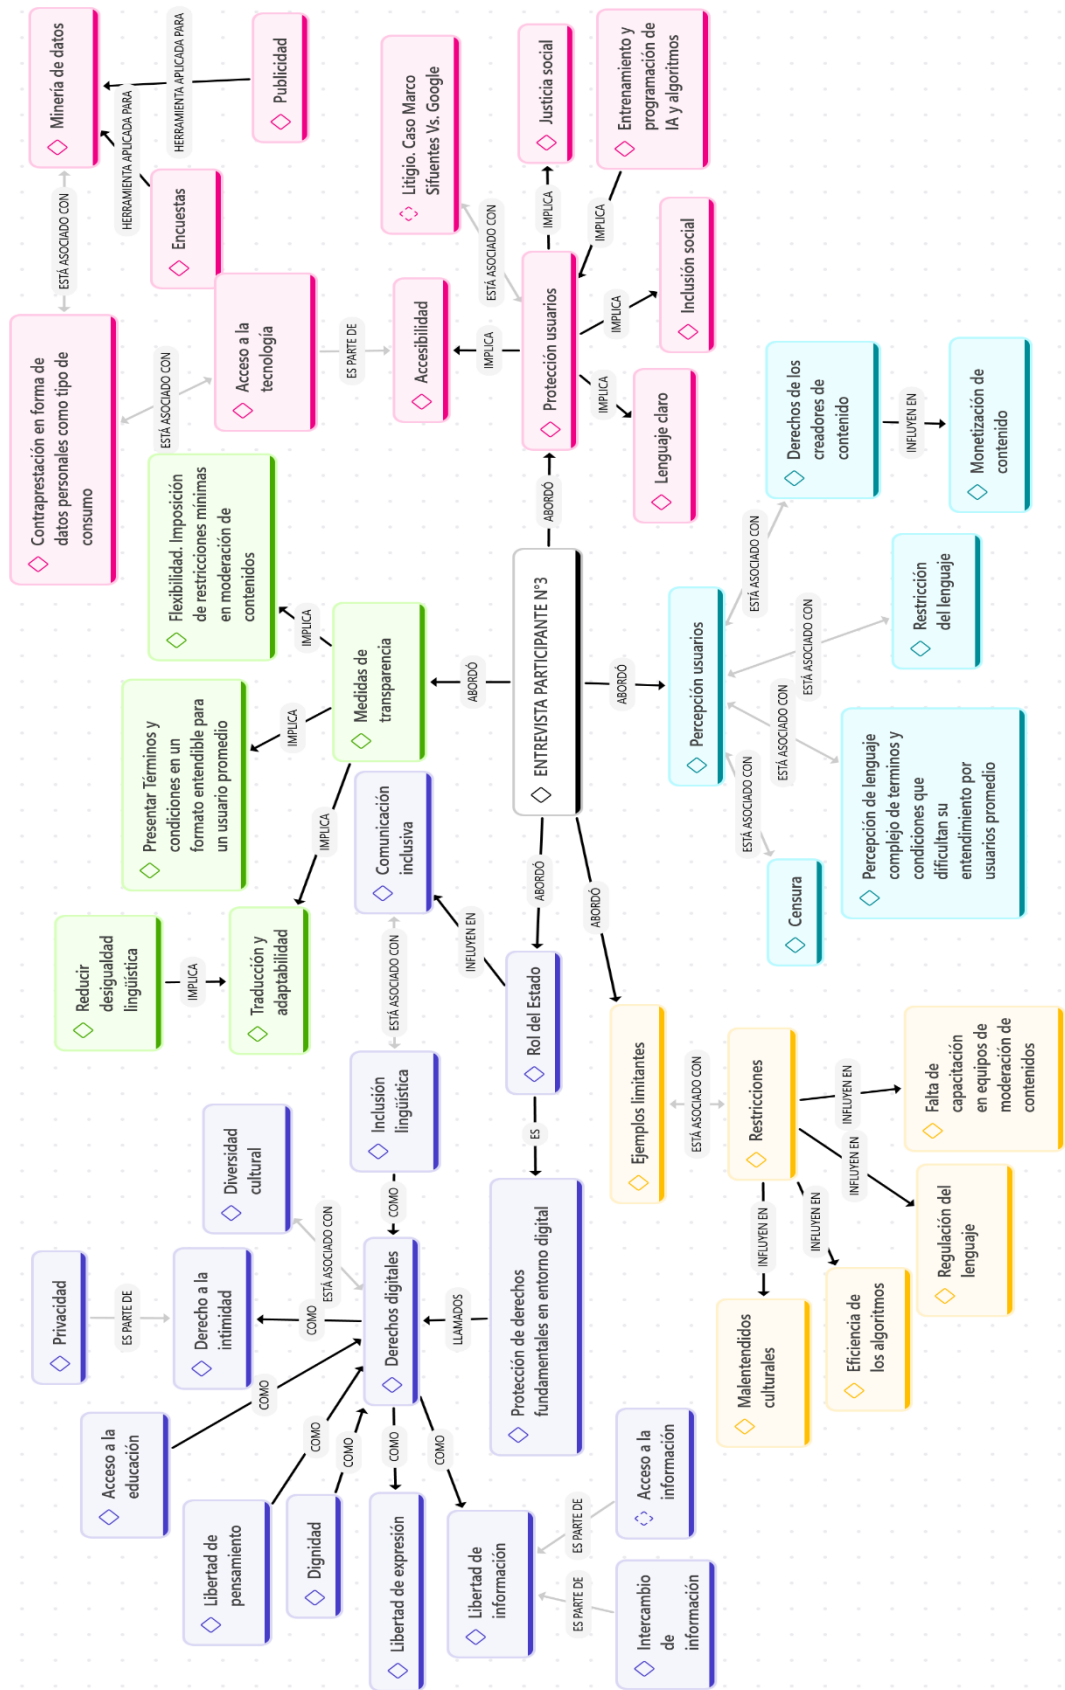 Privacidad
ES PARTE DE
Derecho a la
intimidad
Diversidad
cultural
ESTÁ ASOCIADO CON
COMO
Acceso a la
educación
COMO
Libertad de
pensamiento
COMO
Dignidad
COMO
Libertad de expresión
COMO
Libertad de
información
COMO
Intercambio
de
información
ES PARTE DE
Acceso a la
información
ES PARTE DE
Derechos digitales
LLAMADOS
Protección de derechos
fundamentales en entorno digital
ES
Inclusión
lingüística
COMO
ESTÁ ASOCIADO CON
Comunicación
inclusiva
INFLUYEN EN
Rol del Estado
ABORDÓ
Reducir
desigualdad
lingüística
IMPLICA
Traducción y
adaptabilidad
IMPLICA
Presentar Términos y
condiciones en un
formato entendible para
un usuario promedio
IMPLICA
Flexibilidad. Imposición
de restricciones mínimas
en moderación de
contenidos
IMPLICA
Medidas de
transparencia
ABORDÓ
ENTREVISTA PARTICIPANTE N°3
Contraprestación en forma de
datos personales como tipo de
consumo
ESTÁ ASOCIADO CON
Minería de datos
HERRAMIENTA APLICADA PARA
Encuestas
HERRAMIENTA APLICADA PARA
Publicidad
ESTÁ ASOCIADO CON
Acceso a la
tecnología
ES PARTE DE
Accesibilidad
IMPLICA
Litigio. Caso Marco
Sifuentes Vs. Google
ESTÁ ASOCIADO CON
Justicia social
IMPLICA
Entrenamiento y
programación de
IA y algoritmos
IMPLICA
Inclusión social
IMPLICA
Lenguaje claro
IMPLICA
Protección usuarios
ABORDÓ
ABORDÓ
Ejemplos limitantes
ESTÁ ASOCIADO CON
Restricciones
INFLUYEN EN
Malentendidos
culturales
INFLUYEN EN
Eficiencia de
los algoritmos
INFLUYEN EN
Regulación del
lenguaje
INFLUYEN EN
Falta de
capacitación
en equipos de
moderación de
contenidos
ABORDÓ
Percepción usuarios
ESTÁ ASOCIADO CON
Censura
ESTÁ ASOCIADO CON
Percepción de lenguaje
complejo de terminos y
condiciones que
dificultan su
entendimiento por
usuarios promedio
ESTÁ ASOCIADO CON
Restricción
del lenguaje
ESTÁ ASOCIADO CON
Derechos de los
creadores de
contenido
INFLUYEN EN
Monetización de
contenido